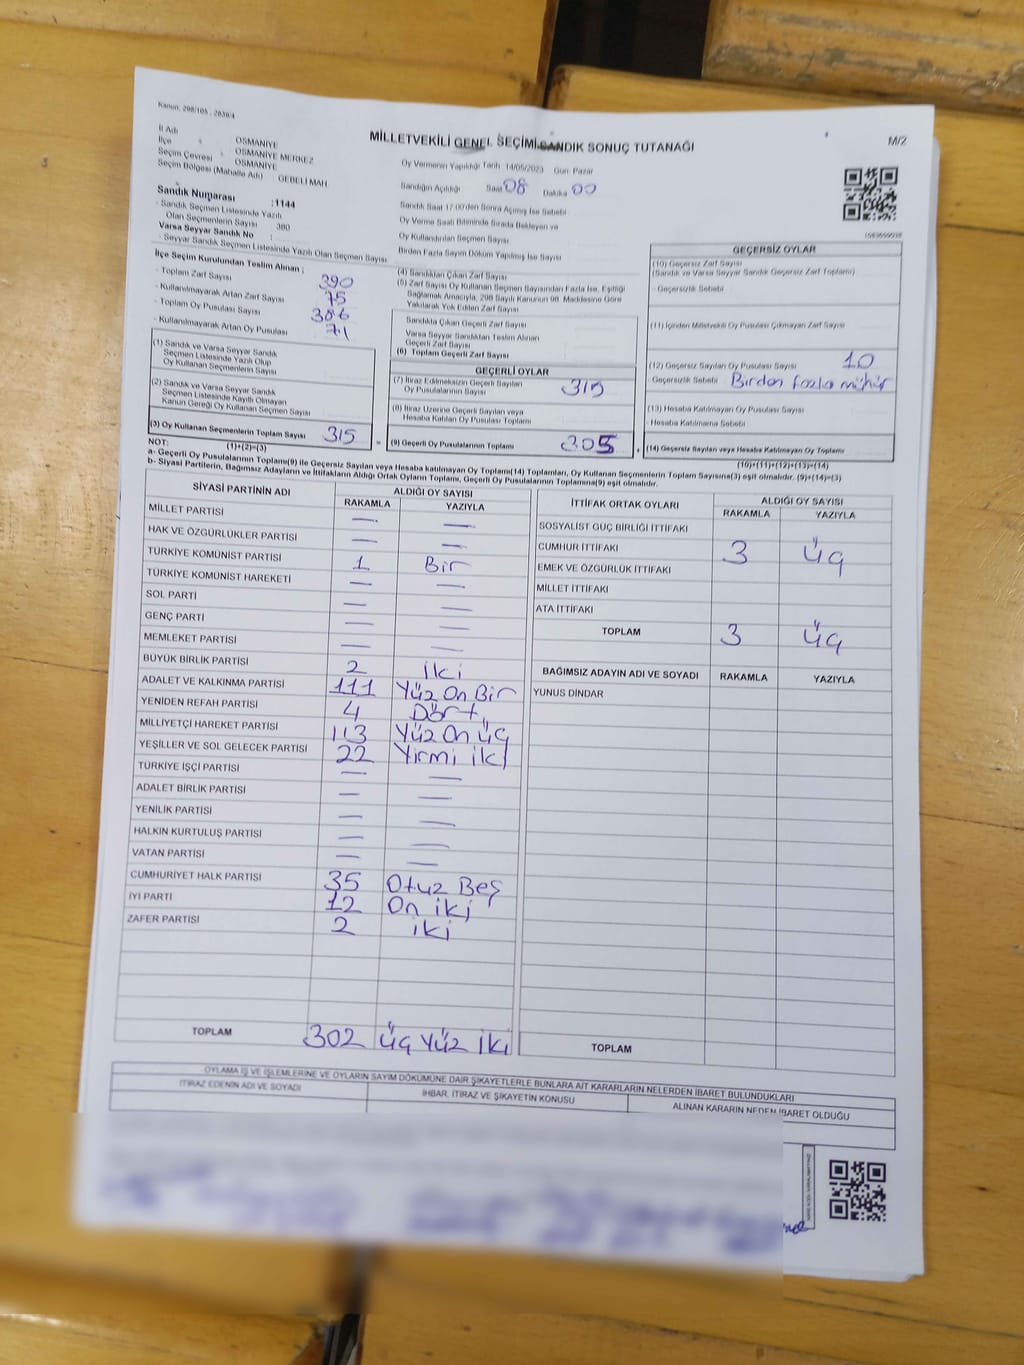 Kanun, 298/105 , 2839/4
MİLLETVEKİLİ GENEL SEÇİMİ SANDIK SONUÇ TUTANAĞI
M/2
İl Adı : OSMANİYE
İlçe : OSMANİYE MERKEZ
Seçim Çevresi : OSMANİYE
Seçim Bölgesi (Mahalle Adı) : GEBELİ MAH
Oy Vermenin Yapıldığı Tarih: 14/05/2023 Gün: Pazar
Sandığın Açıldığı Saat 08 Dakika 00
Sandık Saat 17:00'den Sonra Açılmış İse Sebebi
Oy Verme Saati Bitiminde Sırada Bekleyen ve
Oy Kullandırılan Seçmen Sayısı
Birden Fazla Sayım Döküm Yapılmış İse Sayısı
Sandık Numarası : 1144
- Sandık Seçmen Listesinde Yazılı
Olan Seçmenlerin Sayısı 380
Varsa Seyyar Sandık No :
- Seyyar Sandık Seçmen Listesinde Yazılı Olan Seçmen Sayısı
İlçe Seçim Kurulundan Teslim Alınan ;
- Toplam Zarf Sayısı 390
- Kullanılmayarak Artan Zarf Sayısı 75
- Toplam Oy Pusulası Sayısı 386
- Kullanılmayarak Artan Oy Pusulası 71
(1) Sandık ve Varsa Seyyar Sandık
Seçmen Listesinde Yazılı Olup
Oy Kullanan Seçmenlerin Sayısı
(2) Sandık ve Varsa Seyyar Sandık
Seçmen Listesinde Kayıtlı Olmayan
Kanun Gereği Oy Kullanan Seçmen Sayısı
(3) Oy Kullanan Seçmenlerin Toplam Sayısı 315
(4) Sandıktan Çıkan Zarf Sayısı
(5) Zarf Sayısı Oy Kullanan Seçmen Sayısından Fazla İse, Eşitliği
Sağlamak Amacıyla, 298 Sayılı Kanunun 98. Maddesine Göre
Yakılarak Yok Edilen Zarf Sayısı
Sandıkta Çıkan Geçerli Zarf Sayısı
Varsa Seyyar Sandıktan Teslim Alınan
Geçerli Zarf Sayısı
(6) Toplam Geçerli Zarf Sayısı
GEÇERLİ OYLAR
(7) İtiraz Edilmeksizin Geçerli Sayılan
Oy Pusulalarının Sayısı 315
(8) İtiraz Üzerine Geçerli Sayılan veya
Hesaba Katılan Oy Pusulası Toplamı
= (9) Geçerli Oy Pusulalarının Toplamı 305 +
GEÇERSİZ OYLAR
(10) Geçersiz Zarf Sayısı
(Sandık ve Varsa Seyyar Sandık Geçersiz Zarf Toplamı)
- Geçersizlik Sebebi
(11) İçinden Milletvekili Oy Pusulası Çıkmayan Zarf Sayısı
(12) Geçersiz Sayılan Oy Pusulası Sayısı 10
Geçersizlik Sebebi Birden fazla mühür
(13) Hesaba Katılmayan Oy Pusulası Sayısı
- Hesaba Katılmama Sebebi
(14) Geçersiz Sayılan veya Hesaba Katılmayan Oy Toplamı
NOT: (1)+(2)=(3)
(10)+(11)+(12)+(13)=(14)
a- Geçerli Oy Pusulalarının Toplamı(9) ile Geçersiz Sayılan veya Hesaba katılmayan Oy Toplamı(14) Toplamları, Oy Kullanan Seçmenlerin Toplam Sayısına(3) eşit olmalıdır. (9)+(14)=(3)
b- Siyasi Partilerin, Bağımsız Adayların ve İttifakların Aldığı Ortak Oyların Toplamı, Geçerli Oy Pusulalarının Toplamına(9) eşit olmalıdır.
SİYASİ PARTİNİN ADI ALDIĞI OY SAYISI
RAKAMLA YAZIYLA
MİLLET PARTİSİ — —
HAK VE ÖZGÜRLÜKLER PARTİSİ — —
TÜRKİYE KOMÜNİST PARTİSİ 1 Bir
TÜRKİYE KOMÜNİST HAREKETİ — —
SOL PARTİ — —
GENÇ PARTİ — —
MEMLEKET PARTİSİ — —
BÜYÜK BİRLİK PARTİSİ 2 iki
ADALET VE KALKINMA PARTİSİ 111 Yüz On Bir
YENİDEN REFAH PARTİSİ 4 Dört
MİLLİYETÇİ HAREKET PARTİSİ 113 Yüz On üç
YEŞİLLER VE SOL GELECEK PARTİSİ 22 Yirmi iki
TÜRKİYE İŞÇİ PARTİSİ — —
ADALET BİRLİK PARTİSİ — —
YENİLİK PARTİSİ — —
HALKIN KURTULUŞ PARTİSİ — —
VATAN PARTİSİ — —
CUMHURİYET HALK PARTİSİ 35 Otuz Beş
İYİ PARTİ 12 On iki
ZAFER PARTİSİ 2 iki
TOPLAM 302 üç Yüz iki
İTTİFAK ORTAK OYLARI ALDIĞI OY SAYISI
RAKAMLA YAZIYLA
SOSYALİST GÜÇ BİRLİĞİ İTTİFAKI
CUMHUR İTTİFAKI 3 üç
EMEK VE ÖZGÜRLÜK İTTİFAKI
MİLLET İTTİFAKI
ATA İTTİFAKI
TOPLAM 3 üç
BAĞIMSIZ ADAYIN ADI VE SOYADI RAKAMLA YAZIYLA
YUNUS DİNDAR
TOPLAM
OYLAMA İŞ VE İŞLEMLERİNE VE OYLARIN SAYIM DÖKÜMÜNE DAİR ŞİKAYETLERLE BUNLARA AİT KARARLARIN NELERDEN İBARET BULUNDUKLARI
İTİRAZ EDENİN ADI VE SOYADI
İHBAR, İTİRAZ VE ŞİKAYETİN KONUSU
ALINAN KARARIN NEDEN İBARET OLDUĞU